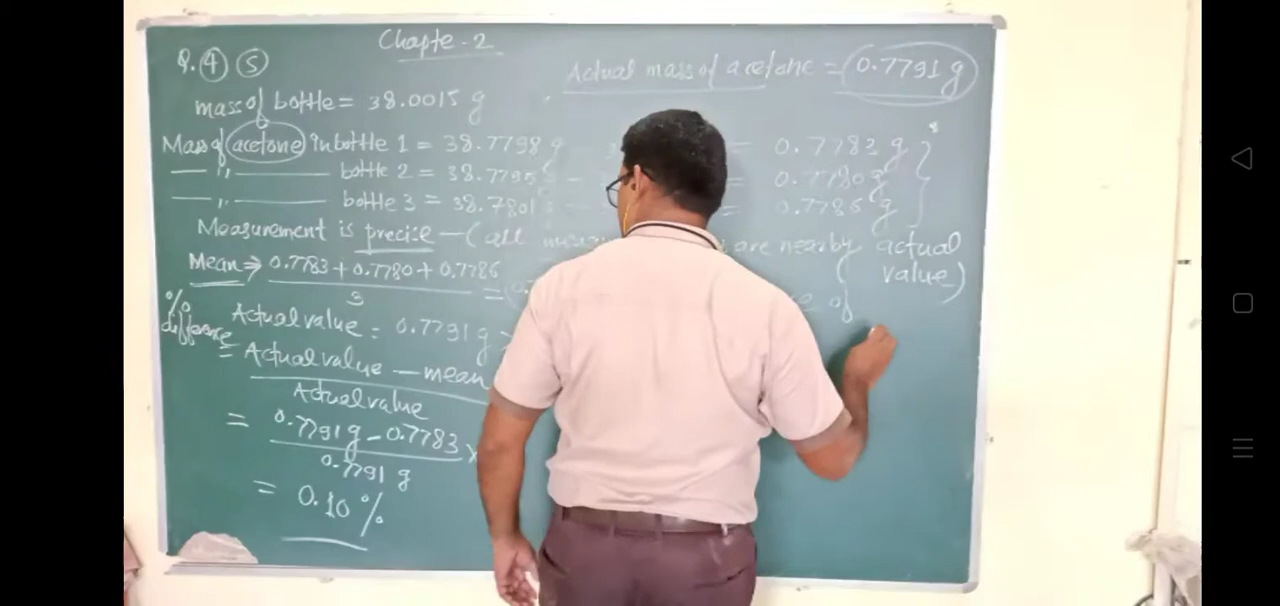 Chapte - 2
Q. 4 5
Actual mass of acetone = 0.7791 g
mass of bottle = 38.0015 g
Mass of acetone in bottle 1 = 38.7798 g = 0.7783 g
— " — bottle 2 = 38.7795 g — = 0.7780 g
— " — bottle 3 = 38.7801 g — = 0.7786 g
Measurement is precise — (all are nearby actual value)
Mean ⇒ 0.7783 + 0.7780 + 0.7786
3
=
of
% difference
Actual value = 0.7791 g
= Actual value — mean
Actual value
= 0.7791 g - 0.7783 ×
0.7791 g
= 0.10 %